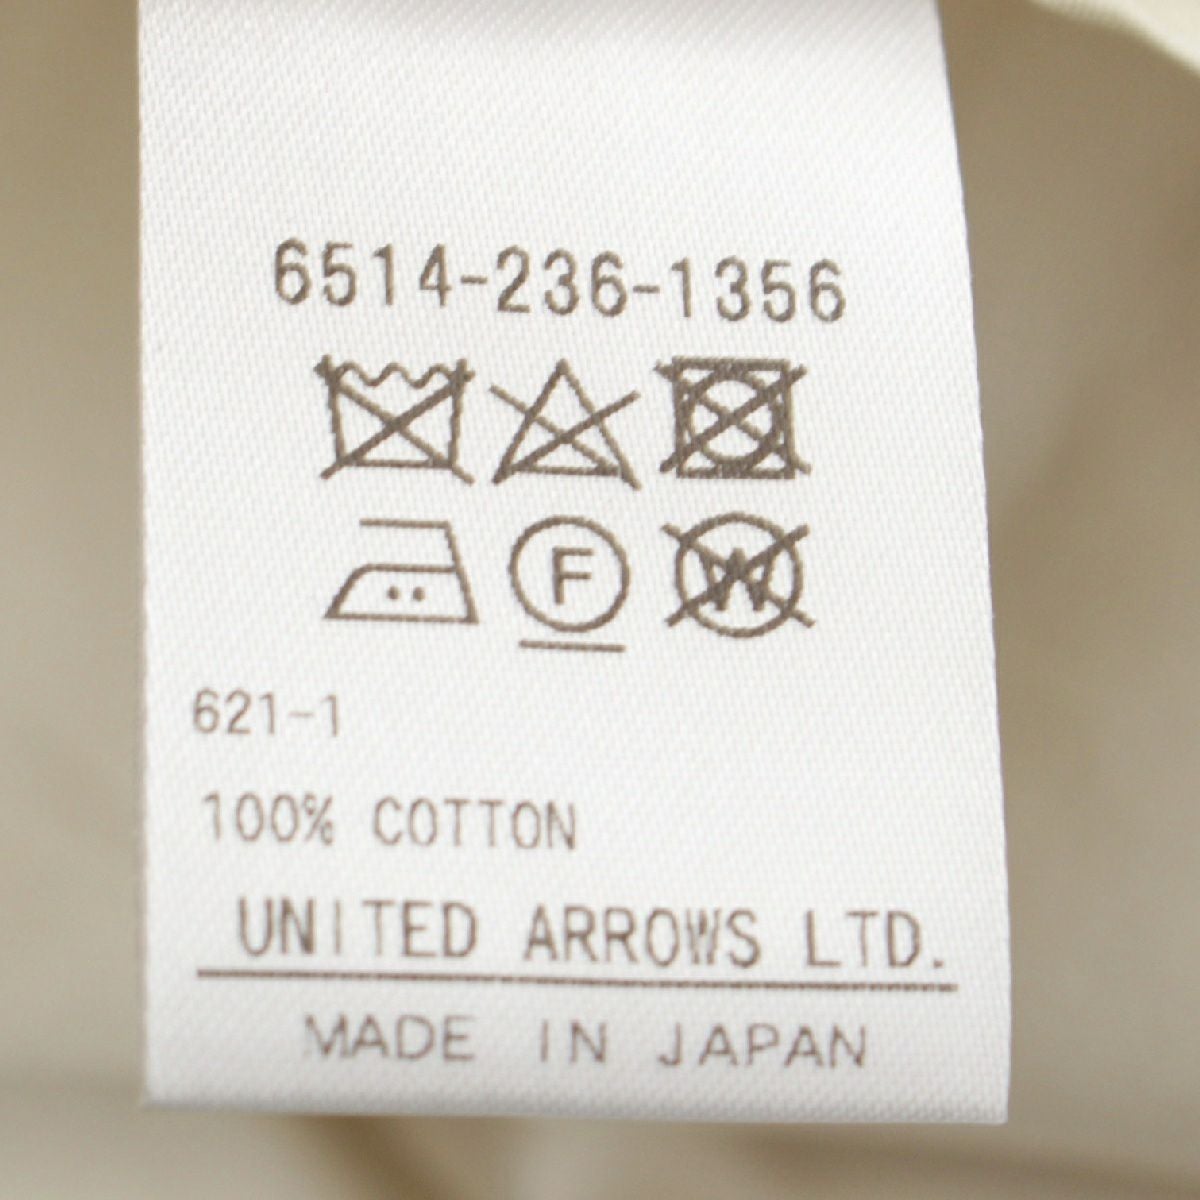 6514-236-1356
F W
621-1
100% COTTON
UNITED ARROWS LTD.
MADE IN JAPAN